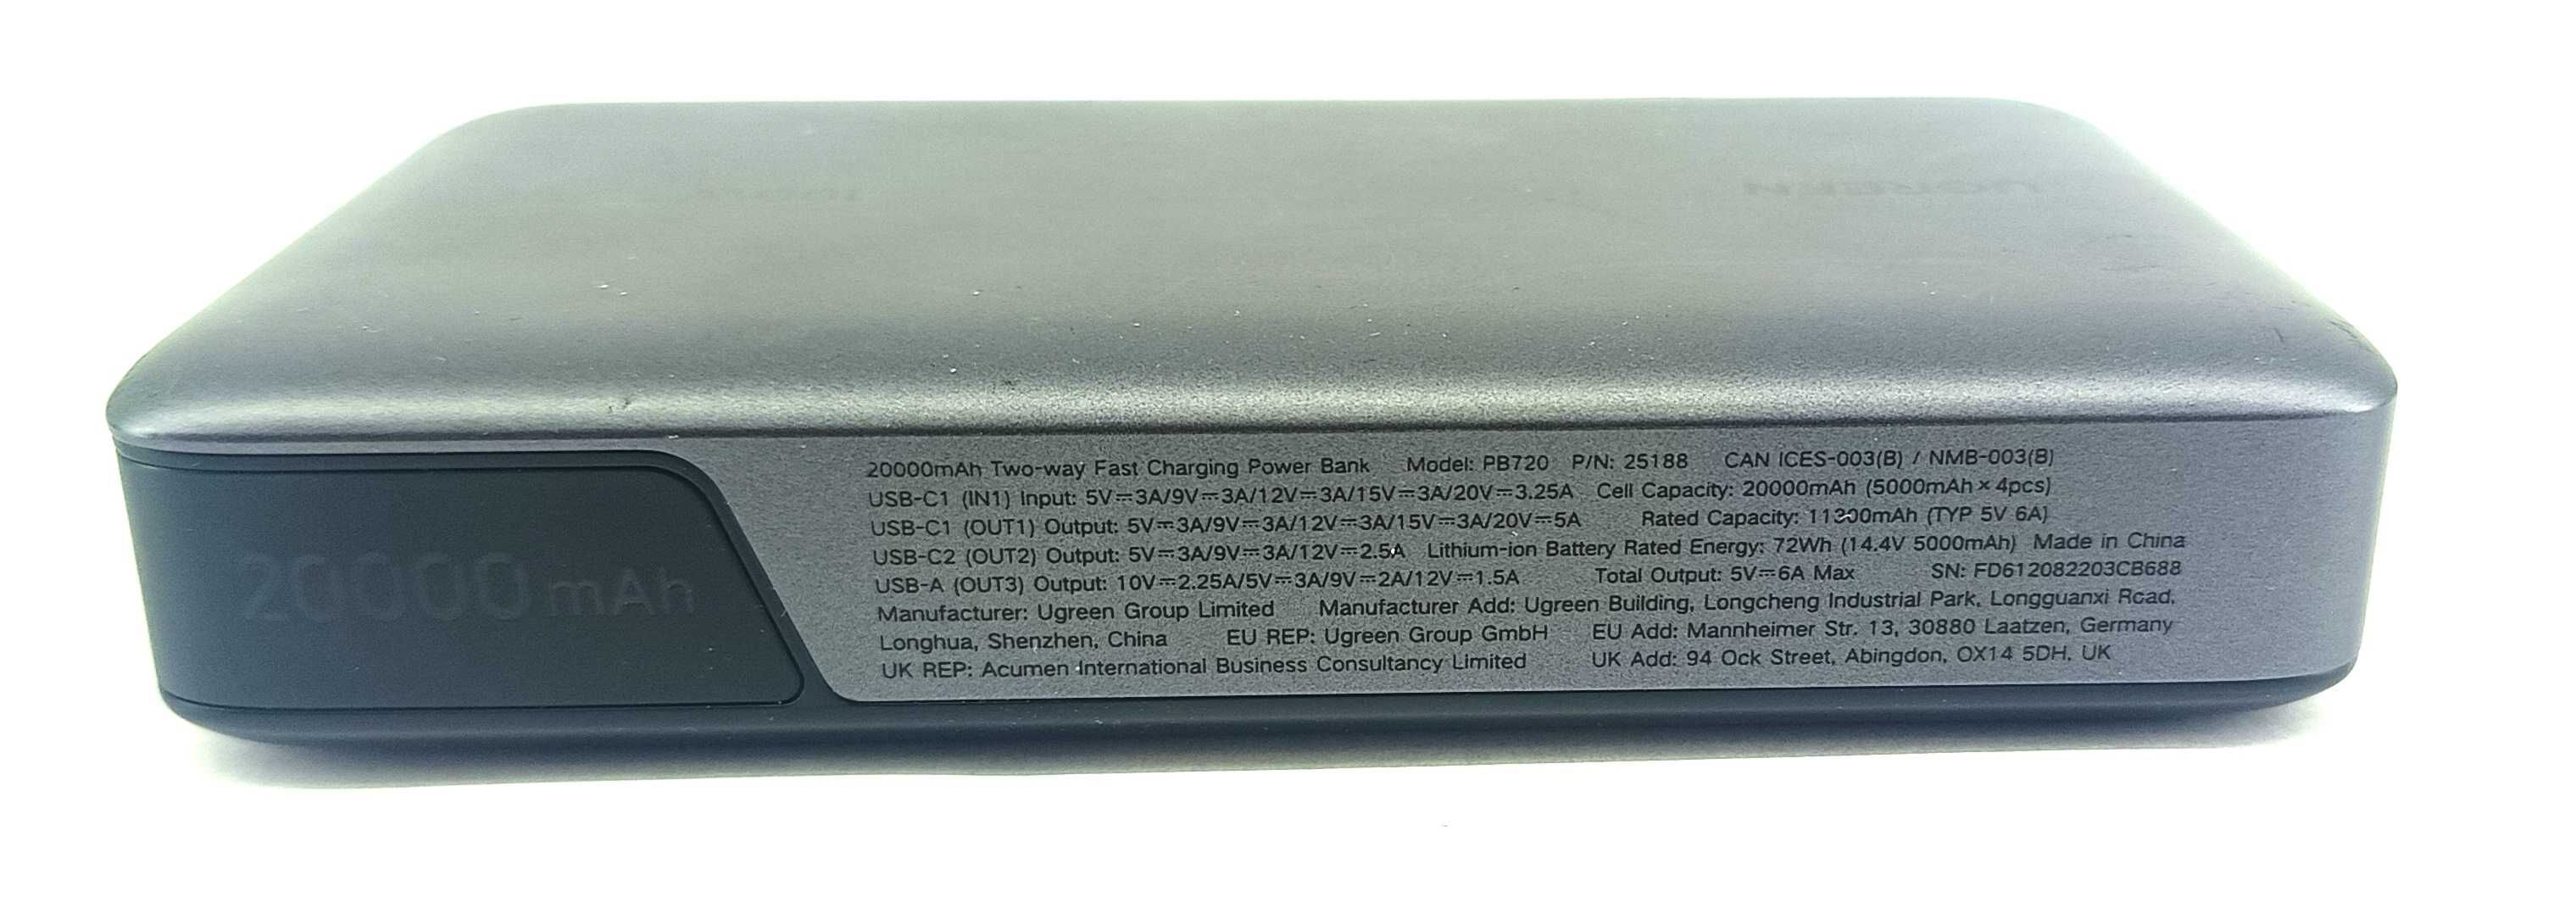 UGREEN
20000mAh Two-way Fast Charging Power Bank Model: PB720 P/N: 25188 CAN ICES-003(B) / NMB-003(B)
USB-C1 (IN1) Input: 5V⎓3A/9V⎓3A/12V⎓3A/15V⎓3A/20V⎓3.25A Cell Capacity: 20000mAh (5000mAh×4pcs)
USB-C1 (OUT1) Output: 5V⎓3A/9V⎓3A/12V⎓3A/15V⎓3A/20V⎓5A Rated Capacity: 11300mAh (TYP 5V 6A)
USB-C2 (OUT2) Output: 5V⎓3A/9V⎓3A/12V⎓2.5A Lithium-ion Battery Rated Energy: 72Wh (14.4V 5000mAh) Made in China
USB-A (OUT3) Output: 10V⎓2.25A/5V⎓3A/9V⎓2A/12V⎓1.5A Total Output: 5V⎓6A Max SN: FD612082203CB688
Manufacturer: Ugreen Group Limited Manufacturer Add: Ugreen Building, Longcheng Industrial Park, Longguanxi Road,
Longhua, Shenzhen, China EU REP: Ugreen Group GmbH EU Add: Mannheimer Str. 13, 30880 Laatzen, Germany
UK REP: Acumen International Business Consultancy Limited UK Add: 94 Ock Street, Abingdon, OX14 5DH, UK
20000mAh